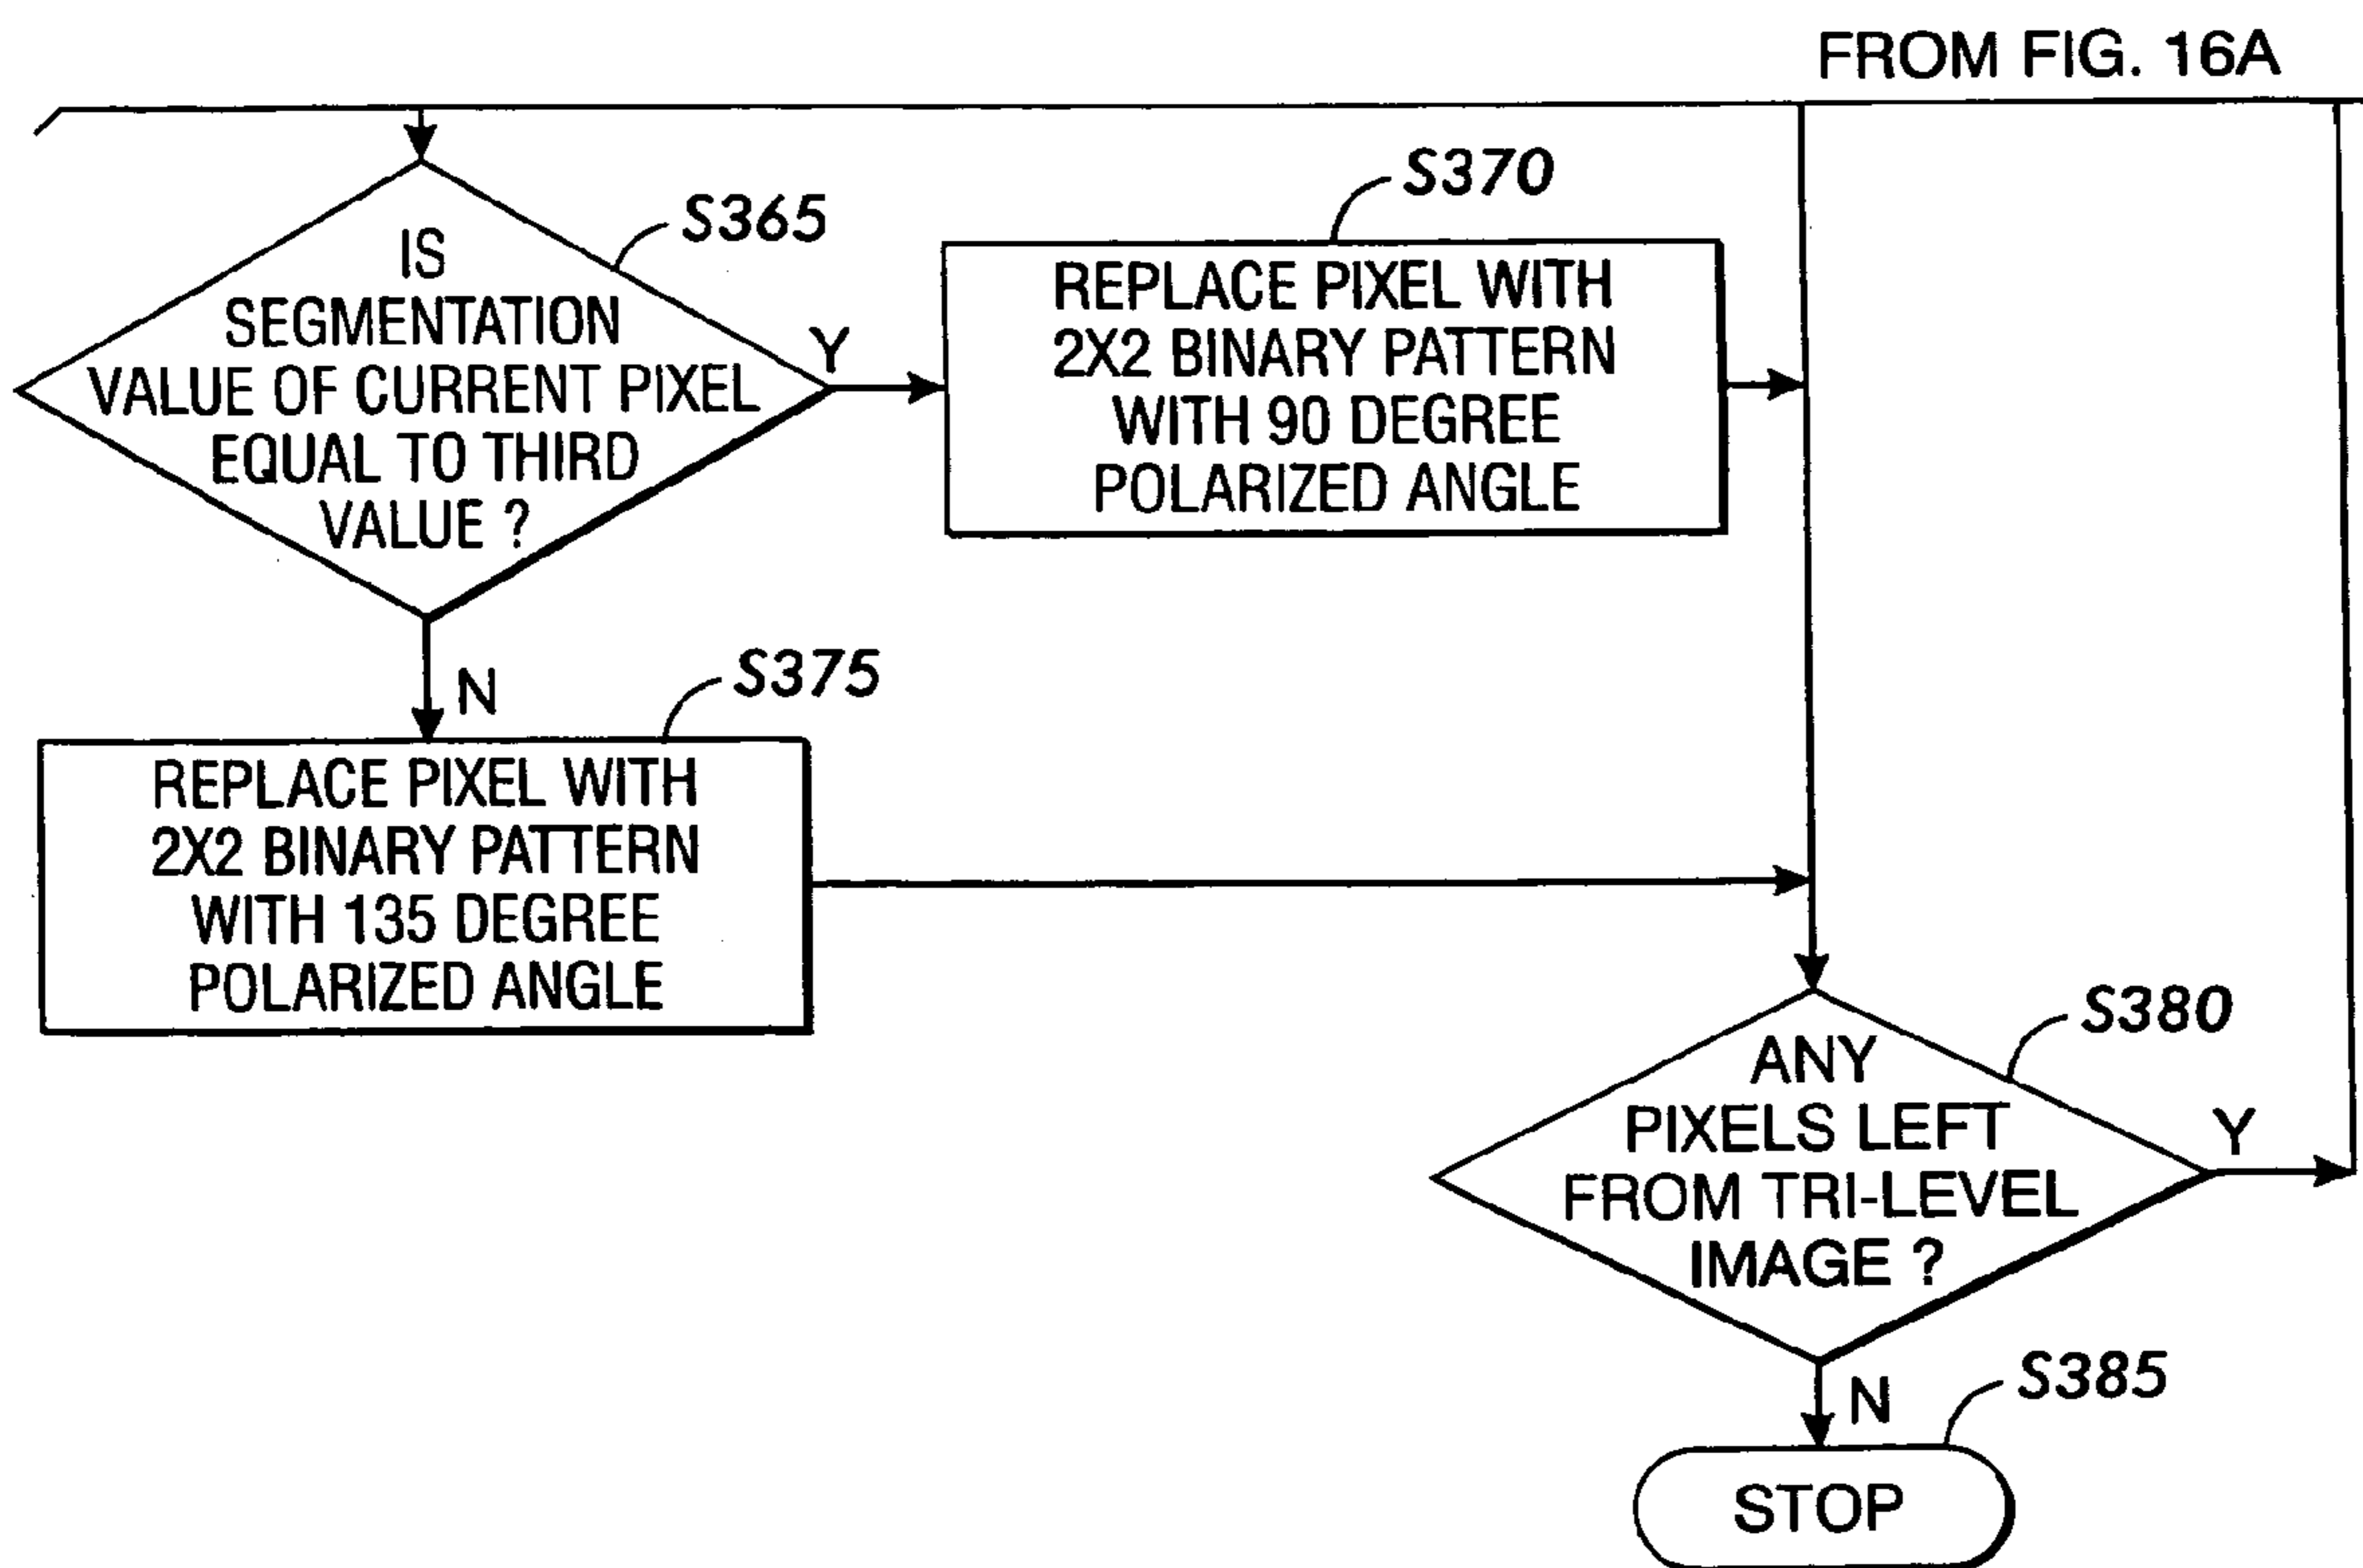 FROM FIG. 16A
S365
IS
SEGMENTATION
VALUE OF CURRENT PIXEL
EQUAL TO THIRD
VALUE ?
Y
S370
REPLACE PIXEL WITH
2X2 BINARY PATTERN
WITH 90 DEGREE
POLARIZED ANGLE
N
S375
REPLACE PIXEL WITH
2X2 BINARY PATTERN
WITH 135 DEGREE
POLARIZED ANGLE
S380
ANY
PIXELS LEFT
FROM TRI-LEVEL
IMAGE ?
Y
N
S385
STOP